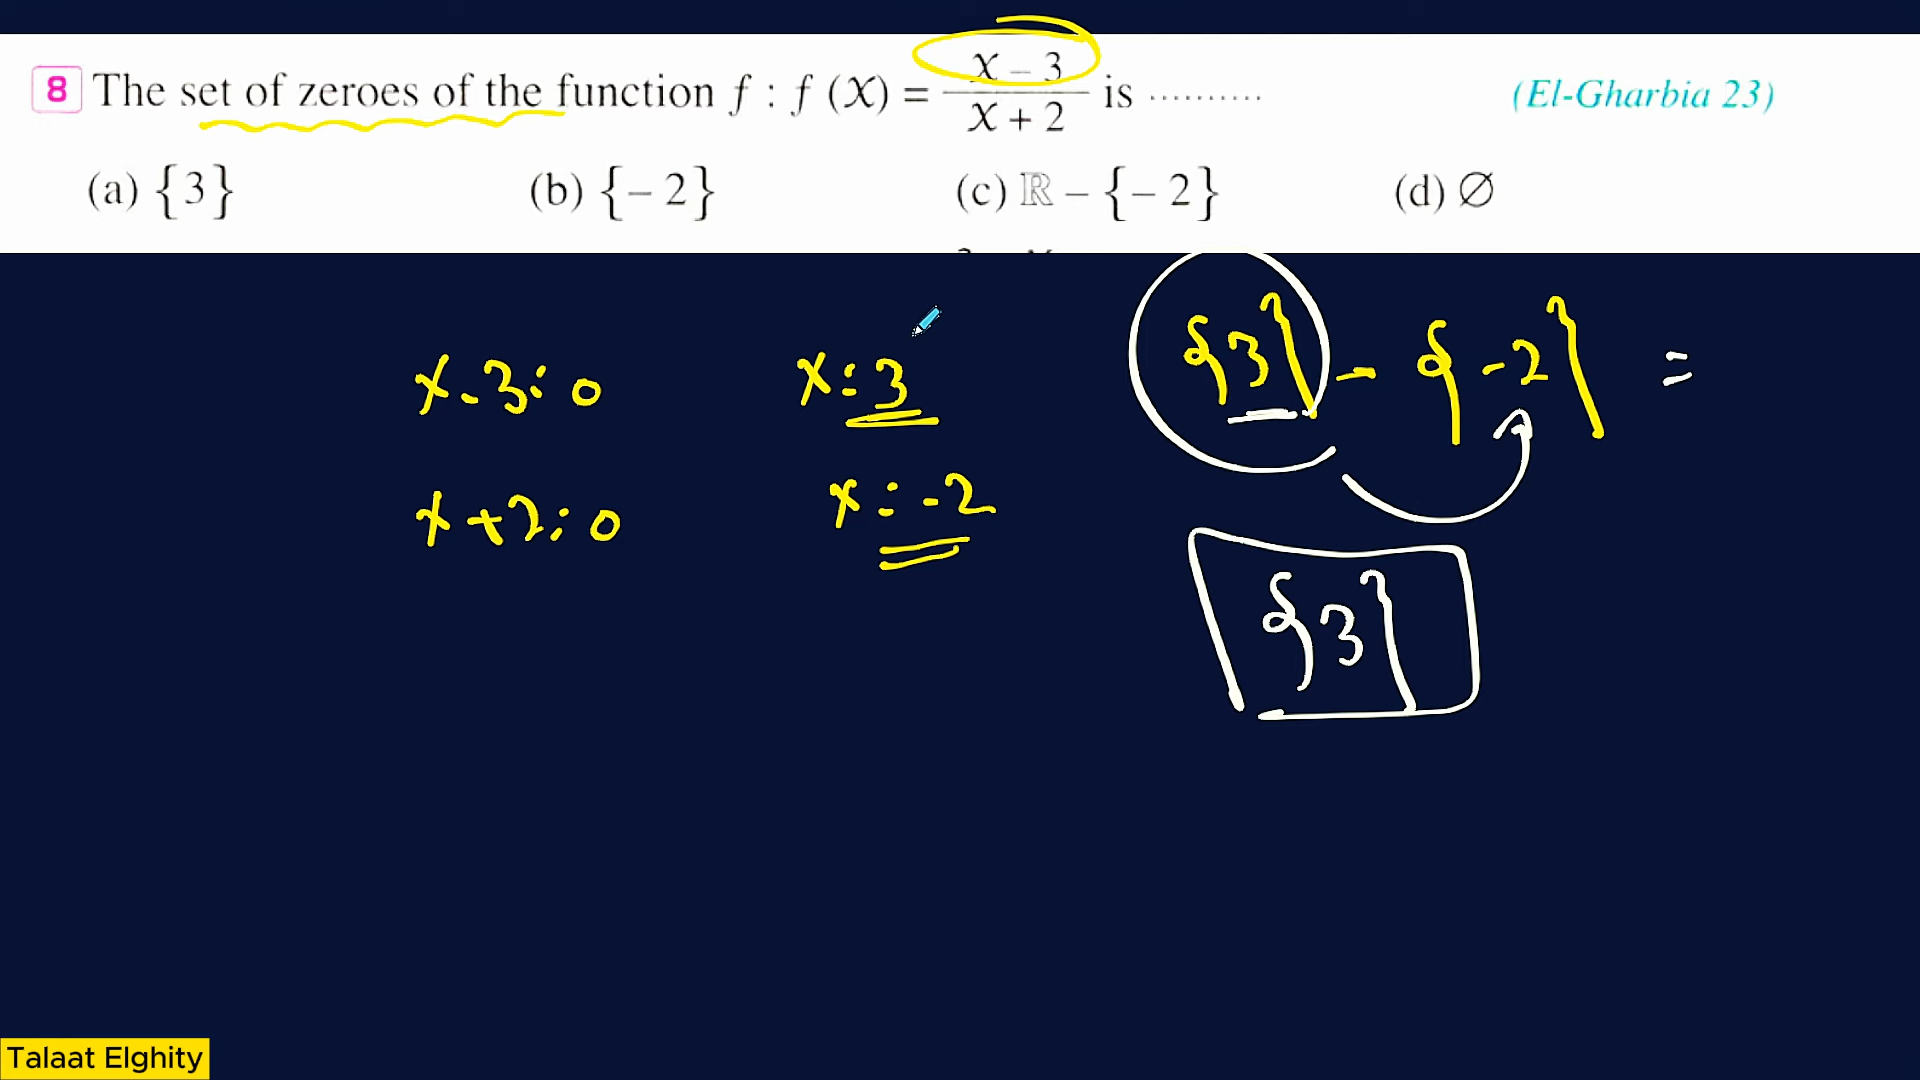 8 The set of zeroes of the function f : f (X) = (X – 3)/(X + 2) is ..........
(El-Gharbia 23)
(a) {3} (b) {– 2} (c) ℝ – {– 2} (d) ∅
x - 3 = 0 x = 3 {3} - {-2} =
x + 2 = 0 x = -2
{3}
Talaat Elghity